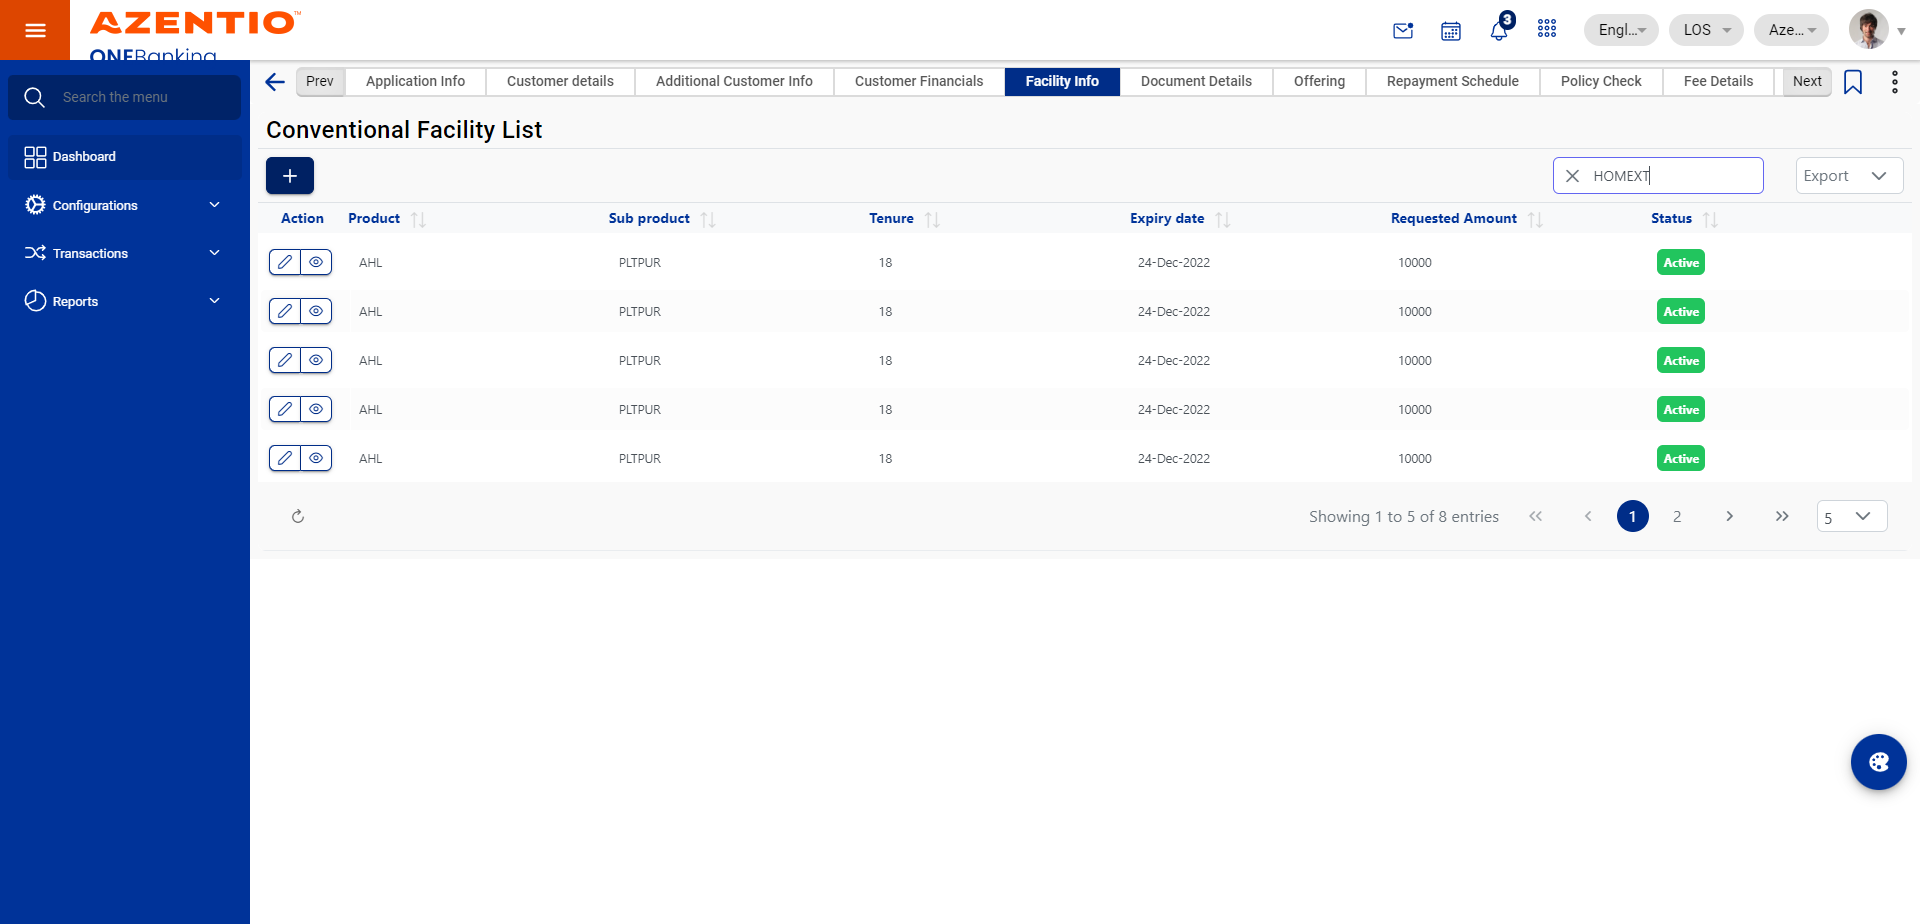 AZENTIO™
ONEBanking
3
Engl...
LOS
Aze...
Search the menu
Dashboard
Configurations
Transactions
Reports
Prev
Application Info
Customer details
Additional Customer Info
Customer Financials
Facility Info
Document Details
Offering
Repayment Schedule
Policy Check
Fee Details
Next
Conventional Facility List
HOMEXT
Export
Action Product Sub product Tenure Expiry date Requested Amount Status
AHL PLTPUR 18 24-Dec-2022 10000 Active
AHL PLTPUR 18 24-Dec-2022 10000 Active
AHL PLTPUR 18 24-Dec-2022 10000 Active
AHL PLTPUR 18 24-Dec-2022 10000 Active
AHL PLTPUR 18 24-Dec-2022 10000 Active
Showing 1 to 5 of 8 entries
1
2
5